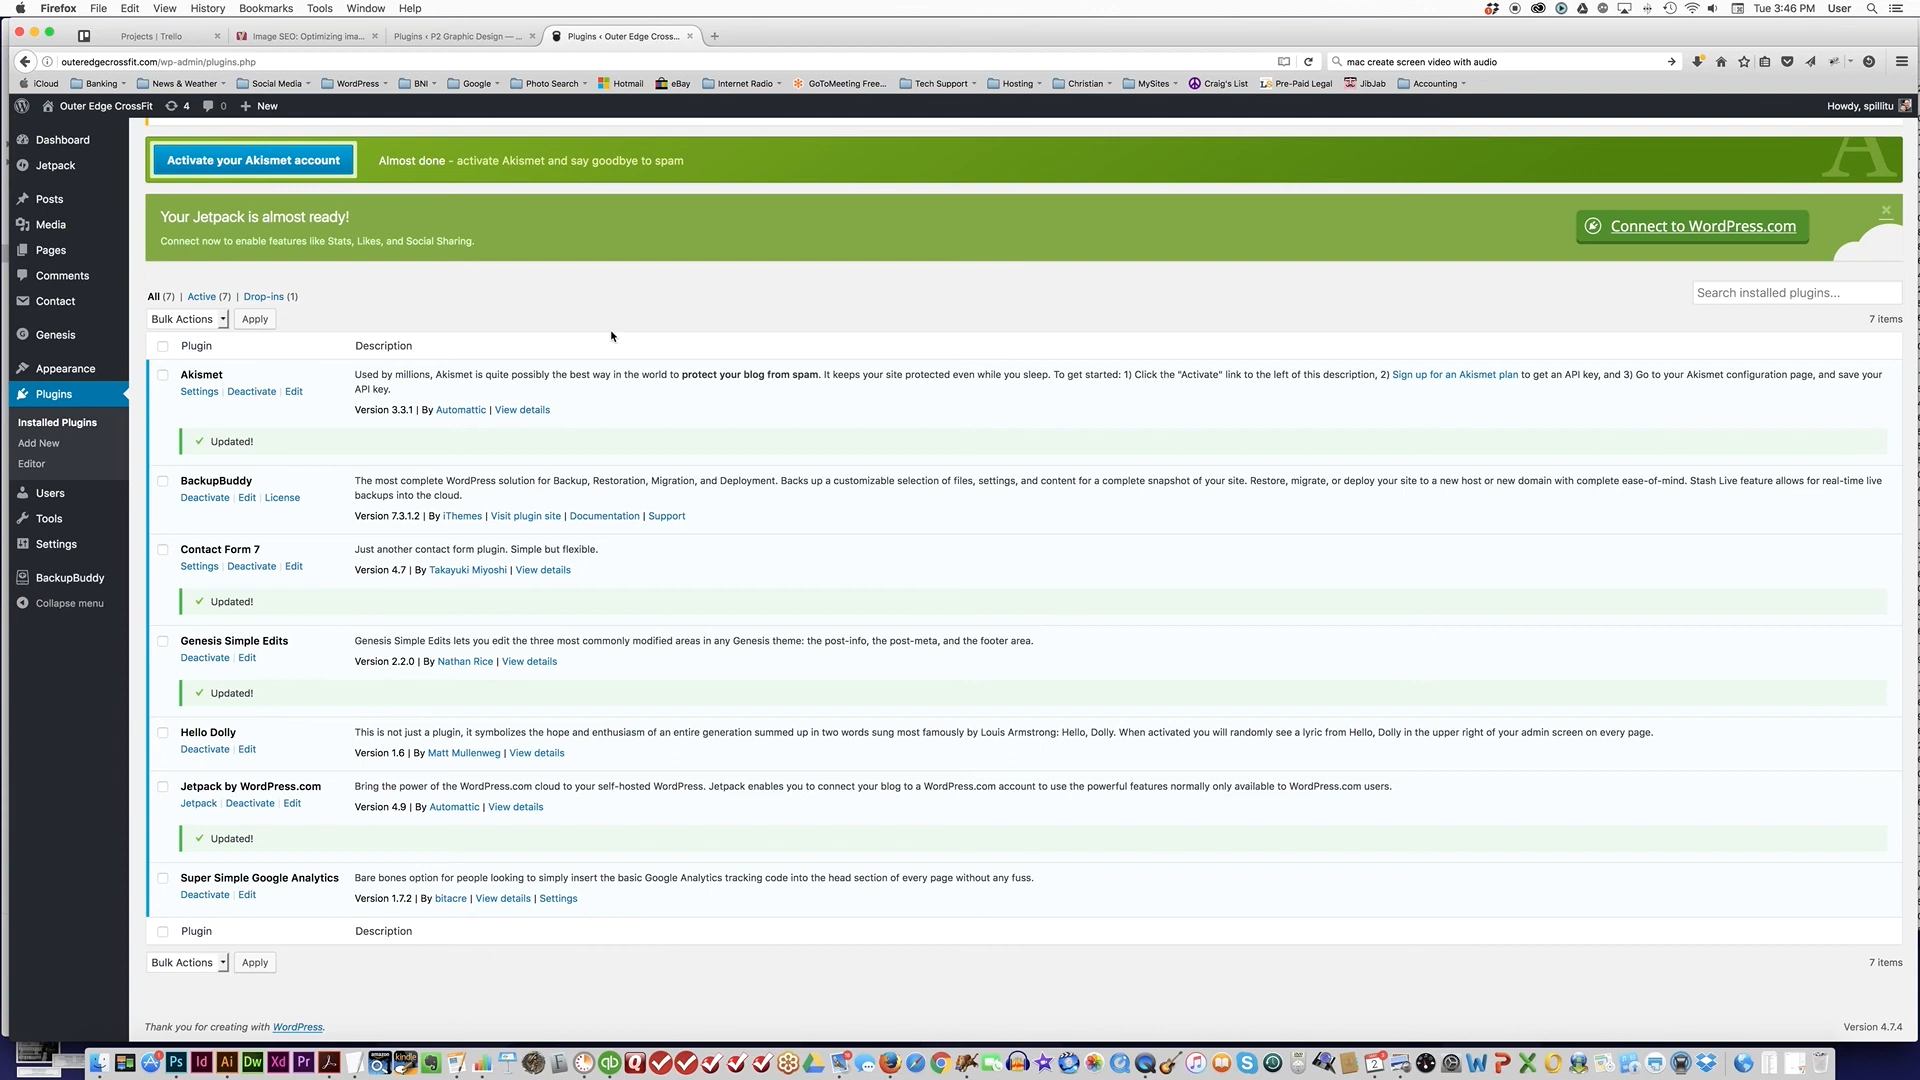 Firefox File Edit View History Bookmarks Tools Window Help Tue 3:46 PM User
Projects | Trello Image SEO: Optimizing ima... Plugins ‹ P2 Graphic Design — ... Plugins ‹ Outer Edge Cross...
outeredgecrossfit.com/wp-admin/plugins.php mac create screen video with audio
iCloud Banking News & Weather Social Media WordPress BNI Google Photo Search Hotmail eBay Internet Radio GoToMeeting Free... Tech Support Hosting Christian MySites Craig's List Pre-Paid Legal JibJab Accounting
Outer Edge CrossFit 4 0 + New Howdy, spillitu
Dashboard
Jetpack
Posts
Media
Pages
Comments
Contact
Genesis
Appearance
Plugins
Installed Plugins
Add New
Editor
Users
Tools
Settings
BackupBuddy
Collapse menu
Activate your Akismet account Almost done - activate Akismet and say goodbye to spam
A
Your Jetpack is almost ready!
Connect now to enable features like Stats, Likes, and Social Sharing.
Connect to WordPress.com
All (7) | Active (7) | Drop-ins (1)
Search installed plugins...
Bulk Actions Apply 7 items
Plugin Description
Akismet
Settings | Deactivate | Edit
Used by millions, Akismet is quite possibly the best way in the world to protect your blog from spam. It keeps your site protected even while you sleep. To get started: 1) Click the "Activate" link to the left of this description, 2) Sign up for an Akismet plan to get an API key, and 3) Go to your Akismet configuration page, and save your
API key.
Version 3.3.1 | By Automattic | View details
Updated!
BackupBuddy
Deactivate | Edit | License
The most complete WordPress solution for Backup, Restoration, Migration, and Deployment. Backs up a customizable selection of files, settings, and content for a complete snapshot of your site. Restore, migrate, or deploy your site to a new host or new domain with complete ease-of-mind. Stash Live feature allows for real-time live
backups into the cloud.
Version 7.3.1.2 | By iThemes | Visit plugin site | Documentation | Support
Contact Form 7
Settings | Deactivate | Edit
Just another contact form plugin. Simple but flexible.
Version 4.7 | By Takayuki Miyoshi | View details
Updated!
Genesis Simple Edits
Deactivate | Edit
Genesis Simple Edits lets you edit the three most commonly modified areas in any Genesis theme: the post-info, the post-meta, and the footer area.
Version 2.2.0 | By Nathan Rice | View details
Updated!
Hello Dolly
Deactivate | Edit
This is not just a plugin, it symbolizes the hope and enthusiasm of an entire generation summed up in two words sung most famously by Louis Armstrong: Hello, Dolly. When activated you will randomly see a lyric from Hello, Dolly in the upper right of your admin screen on every page.
Version 1.6 | By Matt Mullenweg | View details
Jetpack by WordPress.com
Jetpack | Deactivate | Edit
Bring the power of the WordPress.com cloud to your self-hosted WordPress. Jetpack enables you to connect your blog to a WordPress.com account to use the powerful features normally only available to WordPress.com users.
Version 4.9 | By Automattic | View details
Updated!
Super Simple Google Analytics
Deactivate | Edit
Bare bones option for people looking to simply insert the basic Google Analytics tracking code into the head section of every page without any fuss.
Version 1.7.2 | By bitacre | View details | Settings
Plugin Description
Bulk Actions Apply 7 items
Thank you for creating with WordPress. Version 4.7.4
Ps Id Ai Dw Xd Pr